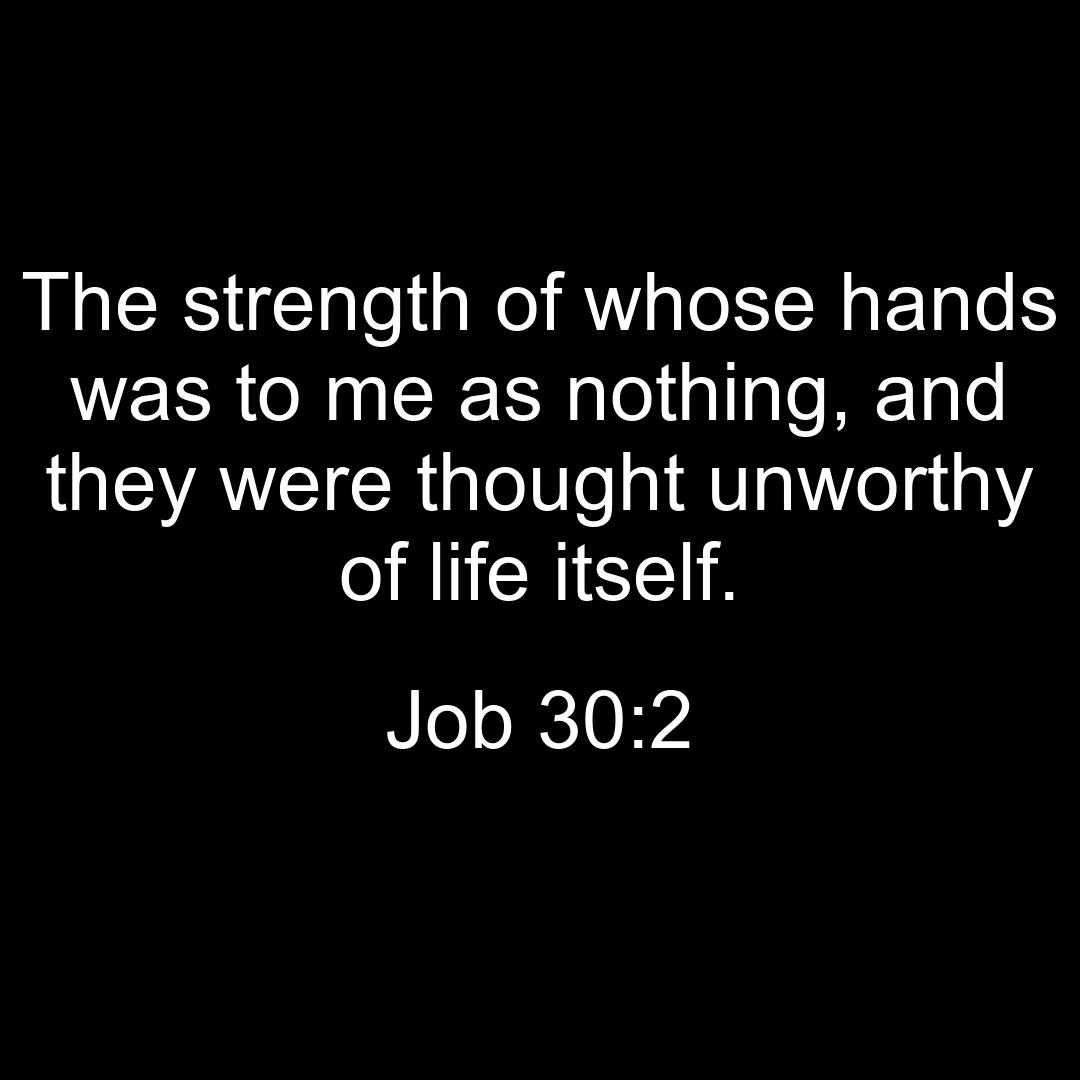 The strength of whose hands
was to me as nothing, and
they were thought unworthy
of life itself.
Job 30:2